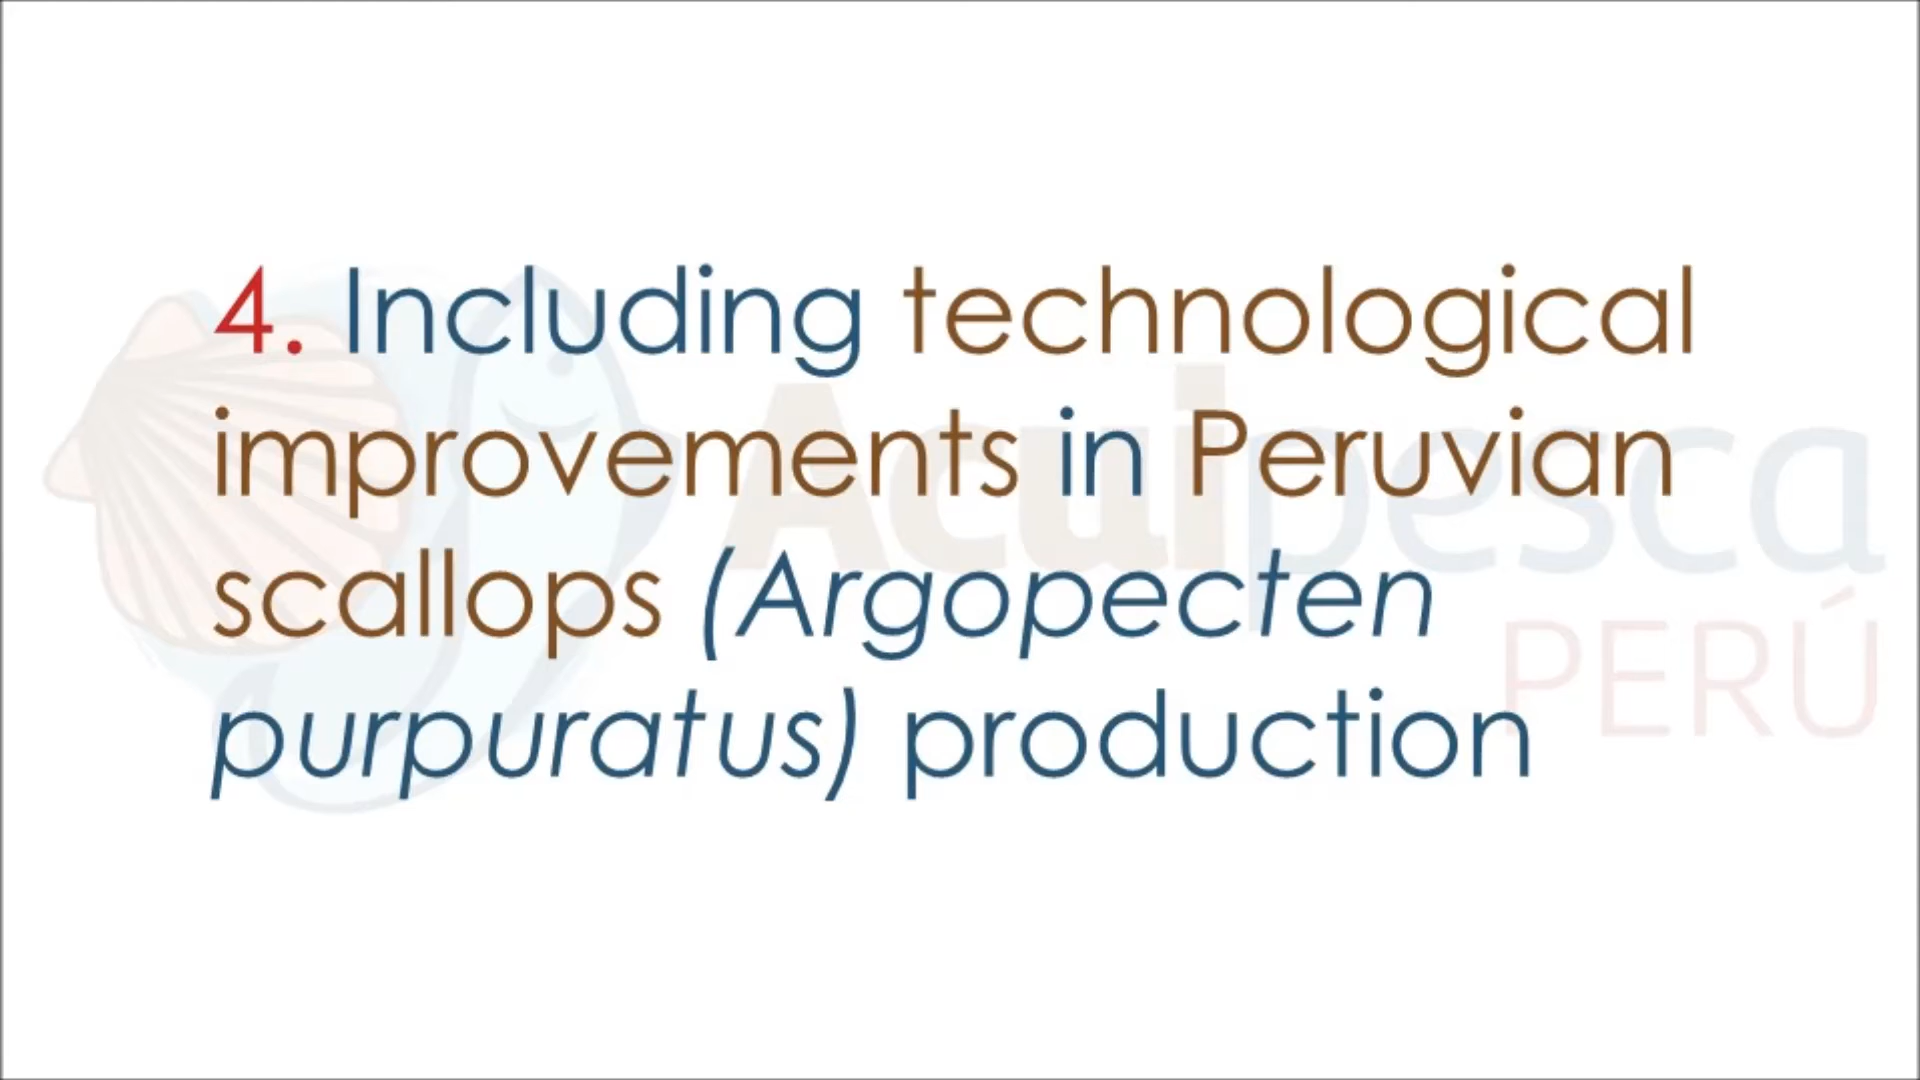 4. Including technological
improvements in Peruvian
scallops (Argopecten
purpuratus) production
Acuipesca
PERÚ